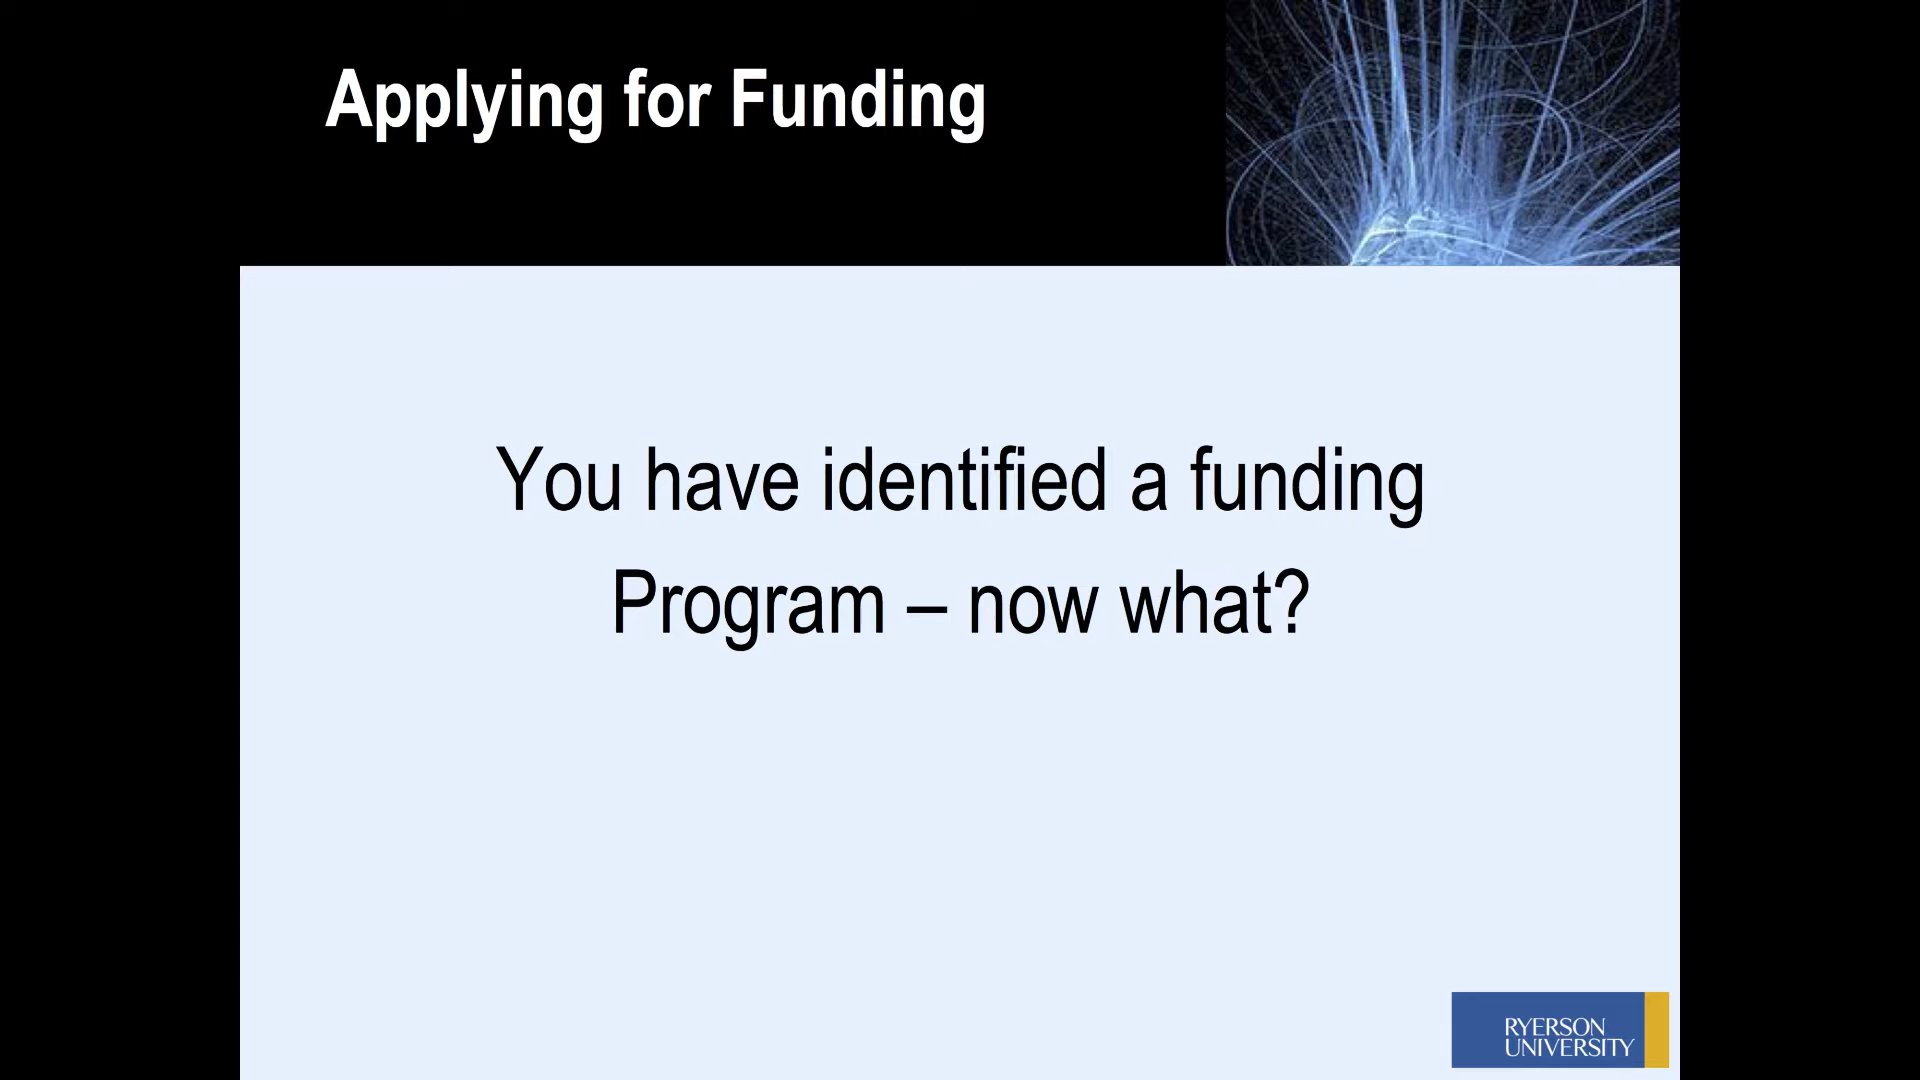 Applying for Funding
You have identified a funding
Program – now what?
RYERSON
UNIVERSITY